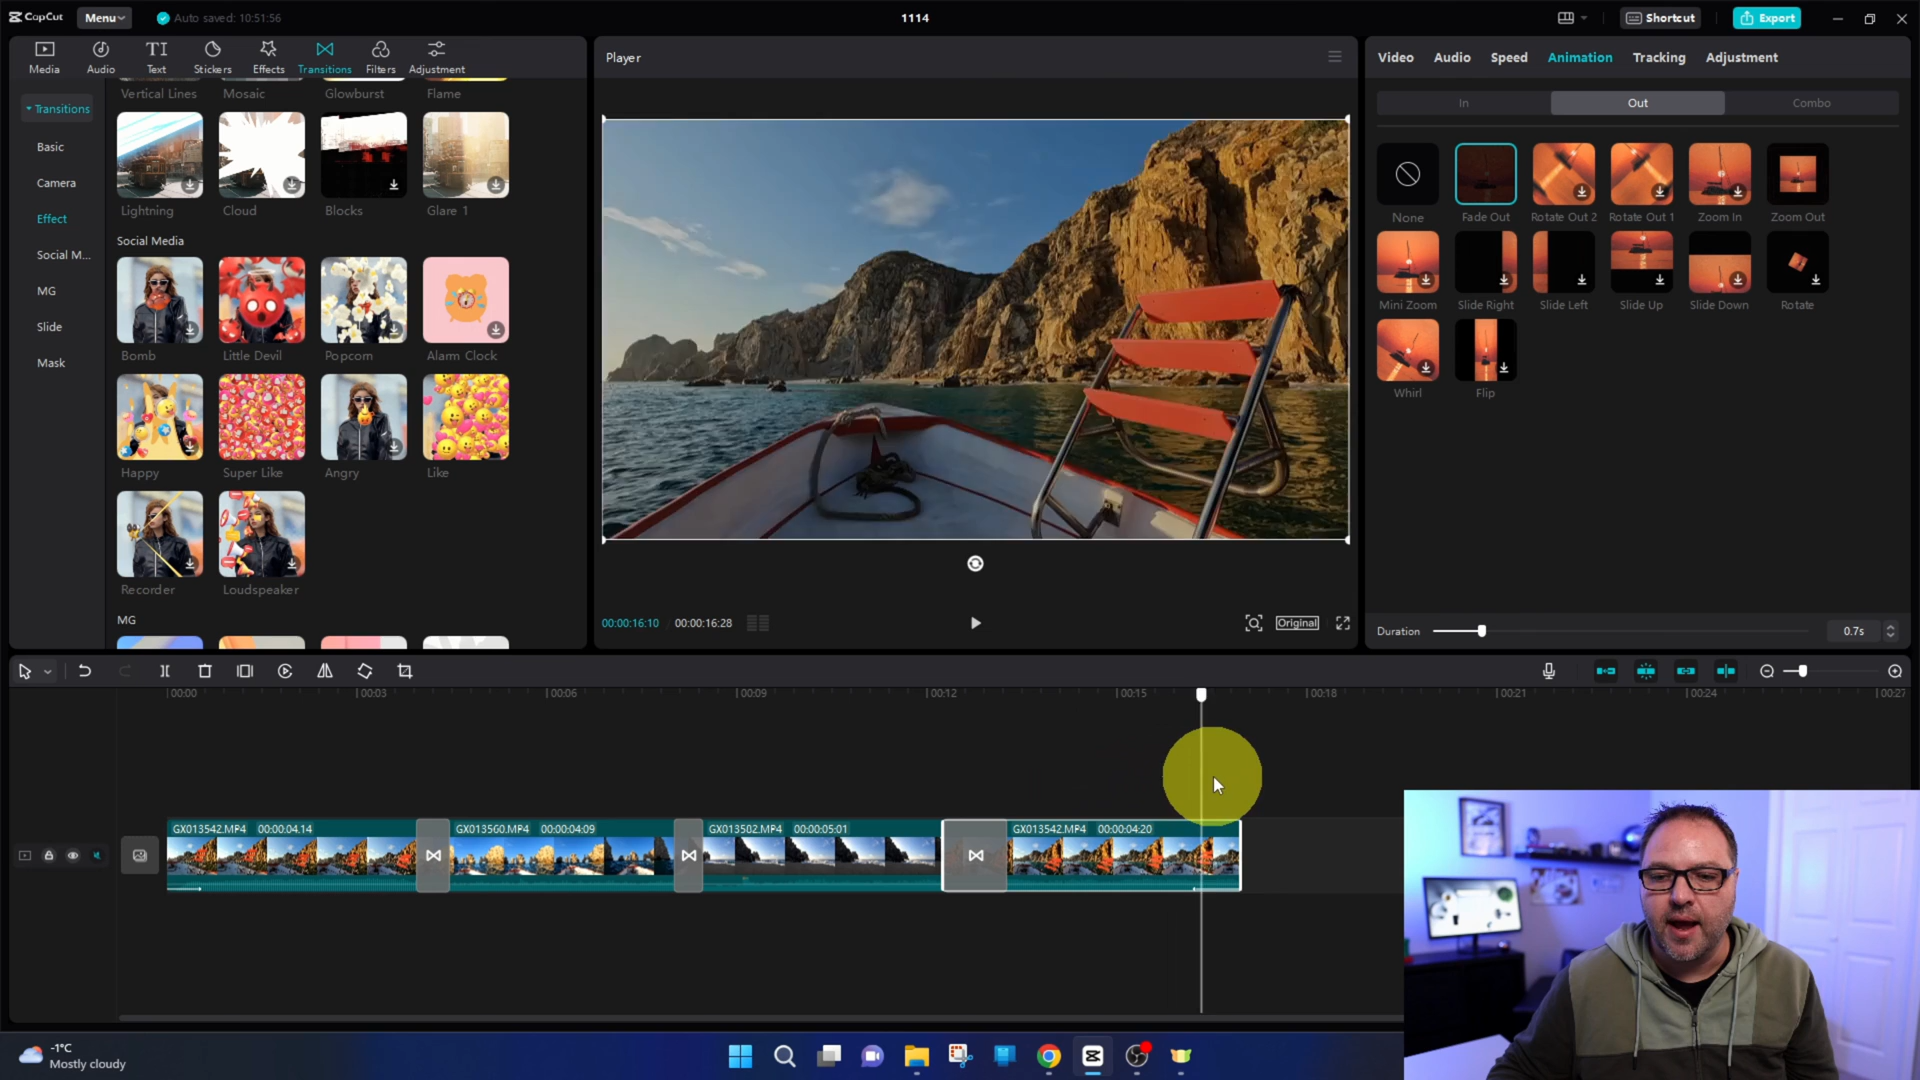 CapCut Menu Auto saved: 10:51:56 1114 Shortcut Export
Media Audio Text Stickers Effects Transitions Filters Adjustment
Transitions
Basic
Camera
Effect
Social M...
MG
Slide
Mask
Vertical Lines Mosaic Glowburst Flame
Lightning Cloud Blocks Glare 1
Social Media
Bomb Little Devil Popcorn Alarm Clock
Happy Super Like Angry Like
Recorder Loudspeaker
MG
Player
00:00:16:10 00:00:16:28 Original
Video Audio Speed Animation Tracking Adjustment
In Out Combo
None Fade Out Rotate Out 2 Rotate Out 1 Zoom In Zoom Out
Mini Zoom Slide Right Slide Left Slide Up Slide Down Rotate
Whirl Flip
Duration 0.7s
00:00 00:03 00:06 00:09 00:12 00:15 00:18 00:21 00:24 00:27
GX013542.MP4 00:00:04:14 GX013560.MP4 00:00:04:09 GX013502.MP4 00:00:05:01 GX013542.MP4 00:00:04:20
-1°C
Mostly cloudy